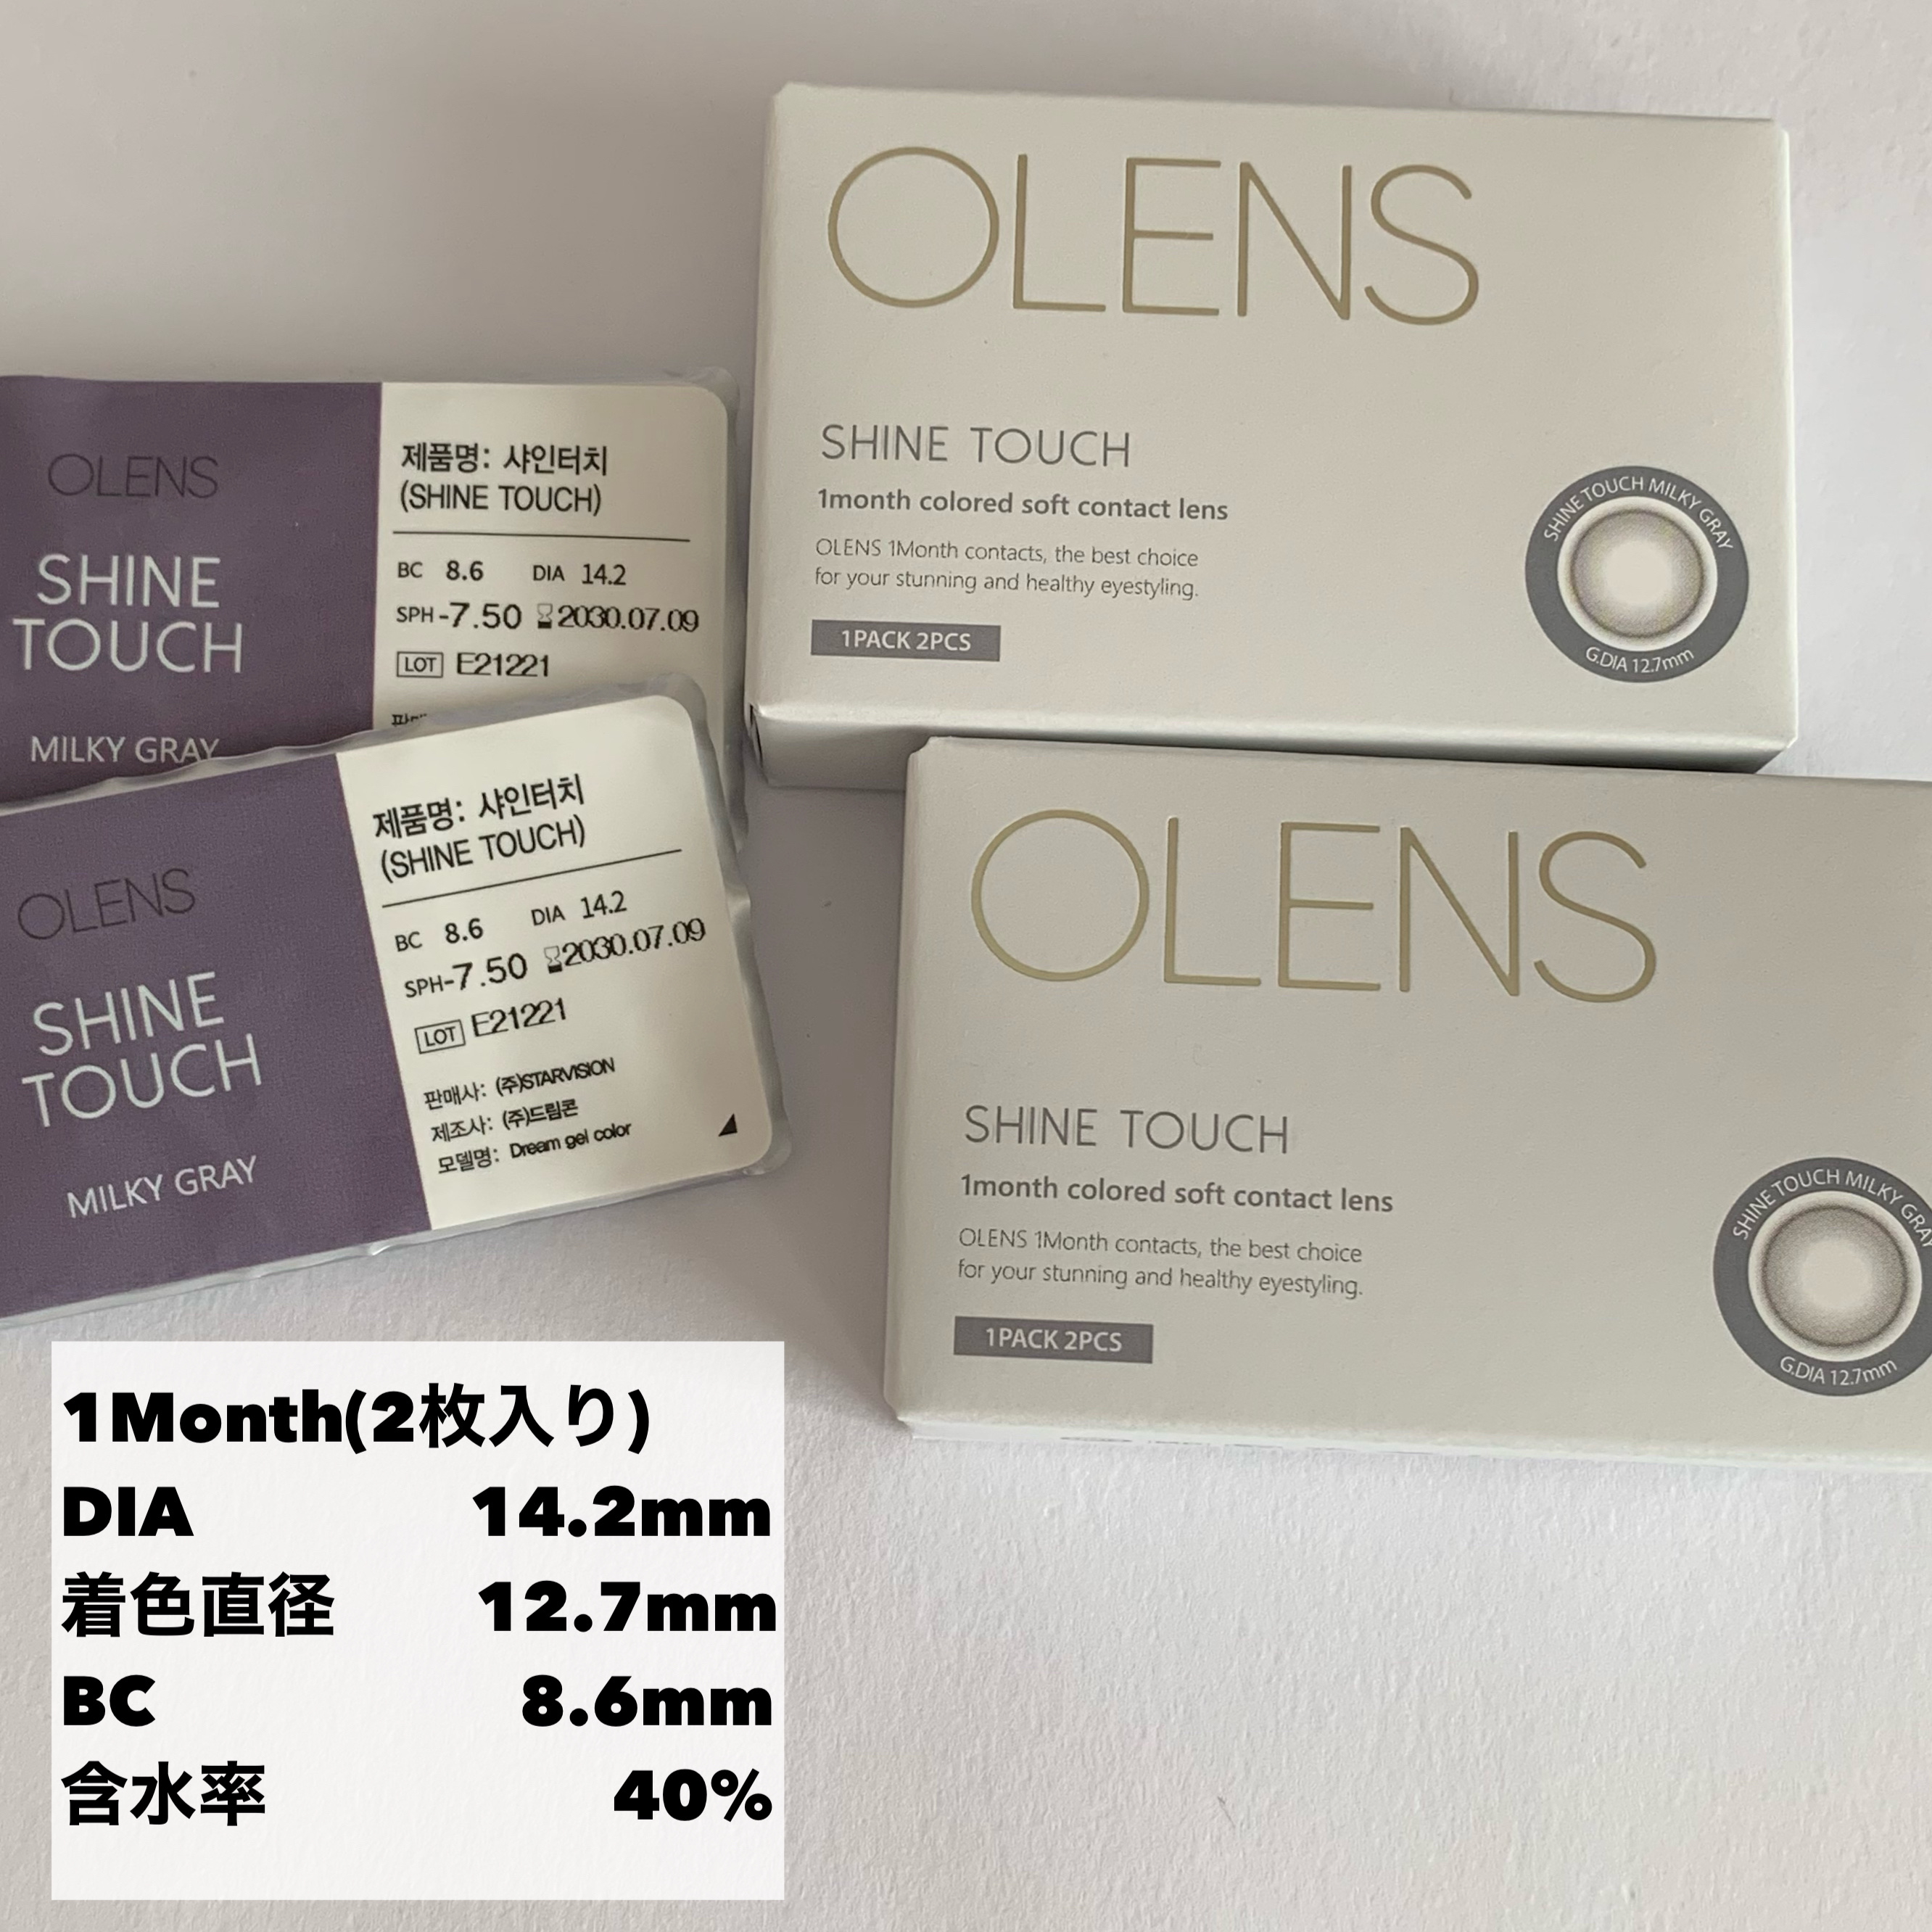 OLENS
SHINE TOUCH
1month colored soft contact lens
OLENS 1Month contacts, the best choice
for your stunning and healthy eyestyling.
1PACK 2PCS
SHINE TOUCH MILKY GRAY
G.DIA 12.7mm
OLENS
SHINE
TOUCH
MILKY GRAY
제품명: 샤인터치
(SHINE TOUCH)
BC 8.6 DIA 14.2
SPH -7.50 2030.07.09
LOT E21221
OLENS
SHINE
TOUCH
MILKY GRAY
제품명: 샤인터치
(SHINE TOUCH)
BC 8.6 DIA 14.2
SPH -7.50 2030.07.09
LOT E21221
판매사: (주)STARVISION
제조사: (주)드림콘
모델명: Dream gel color
OLENS
SHINE TOUCH
1month colored soft contact lens
OLENS 1Month contacts, the best choice
for your stunning and healthy eyestyling.
1PACK 2PCS
SHINE TOUCH MILKY GRAY
G.DIA 12.7mm
1Month(2枚入り)
DIA 14.2mm
着色直径 12.7mm
BC 8.6mm
含水率 40%